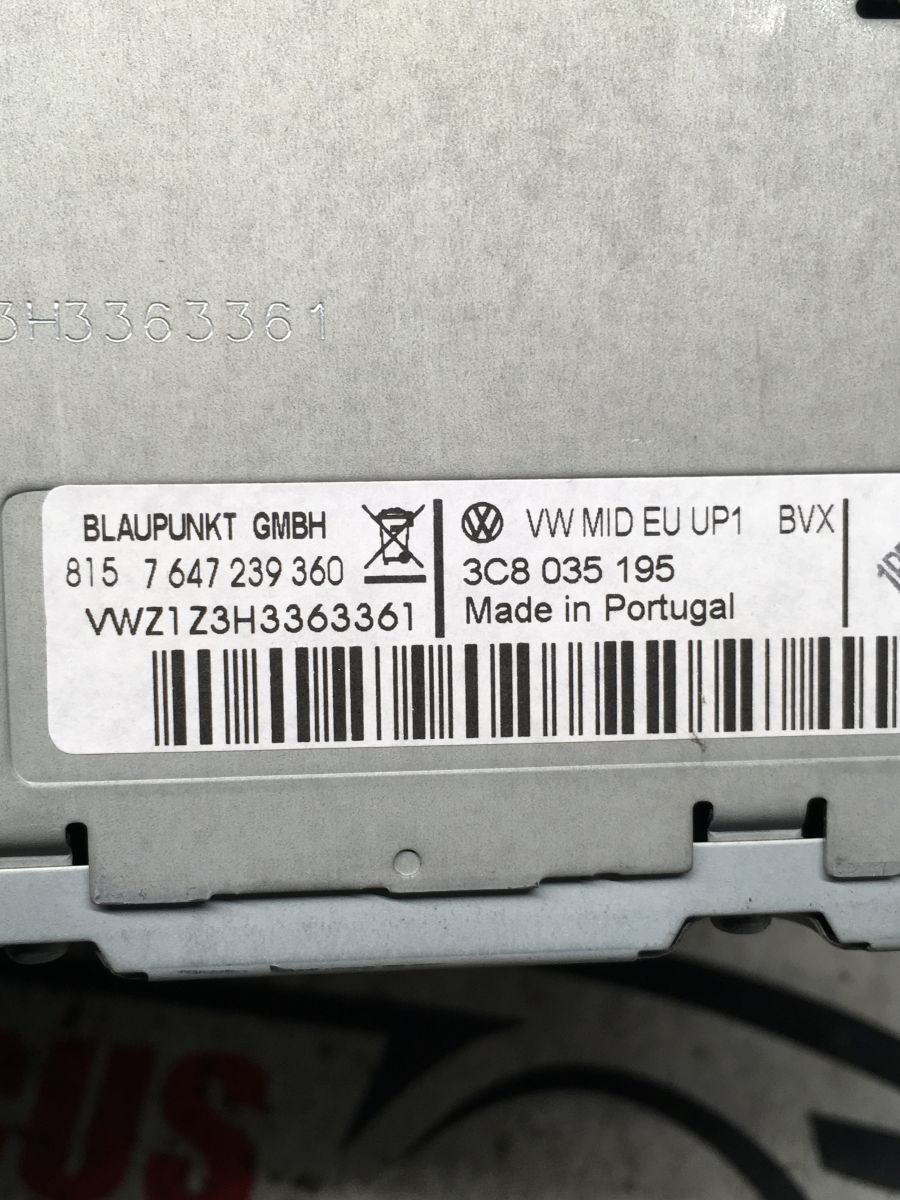 3H3363361
BLAUPUNKT GMBH
815 7 647 239 360
VWZ1Z3H3363361
VW MID EU UP1 BVX
3C8 035 195
Made in Portugal
CUS